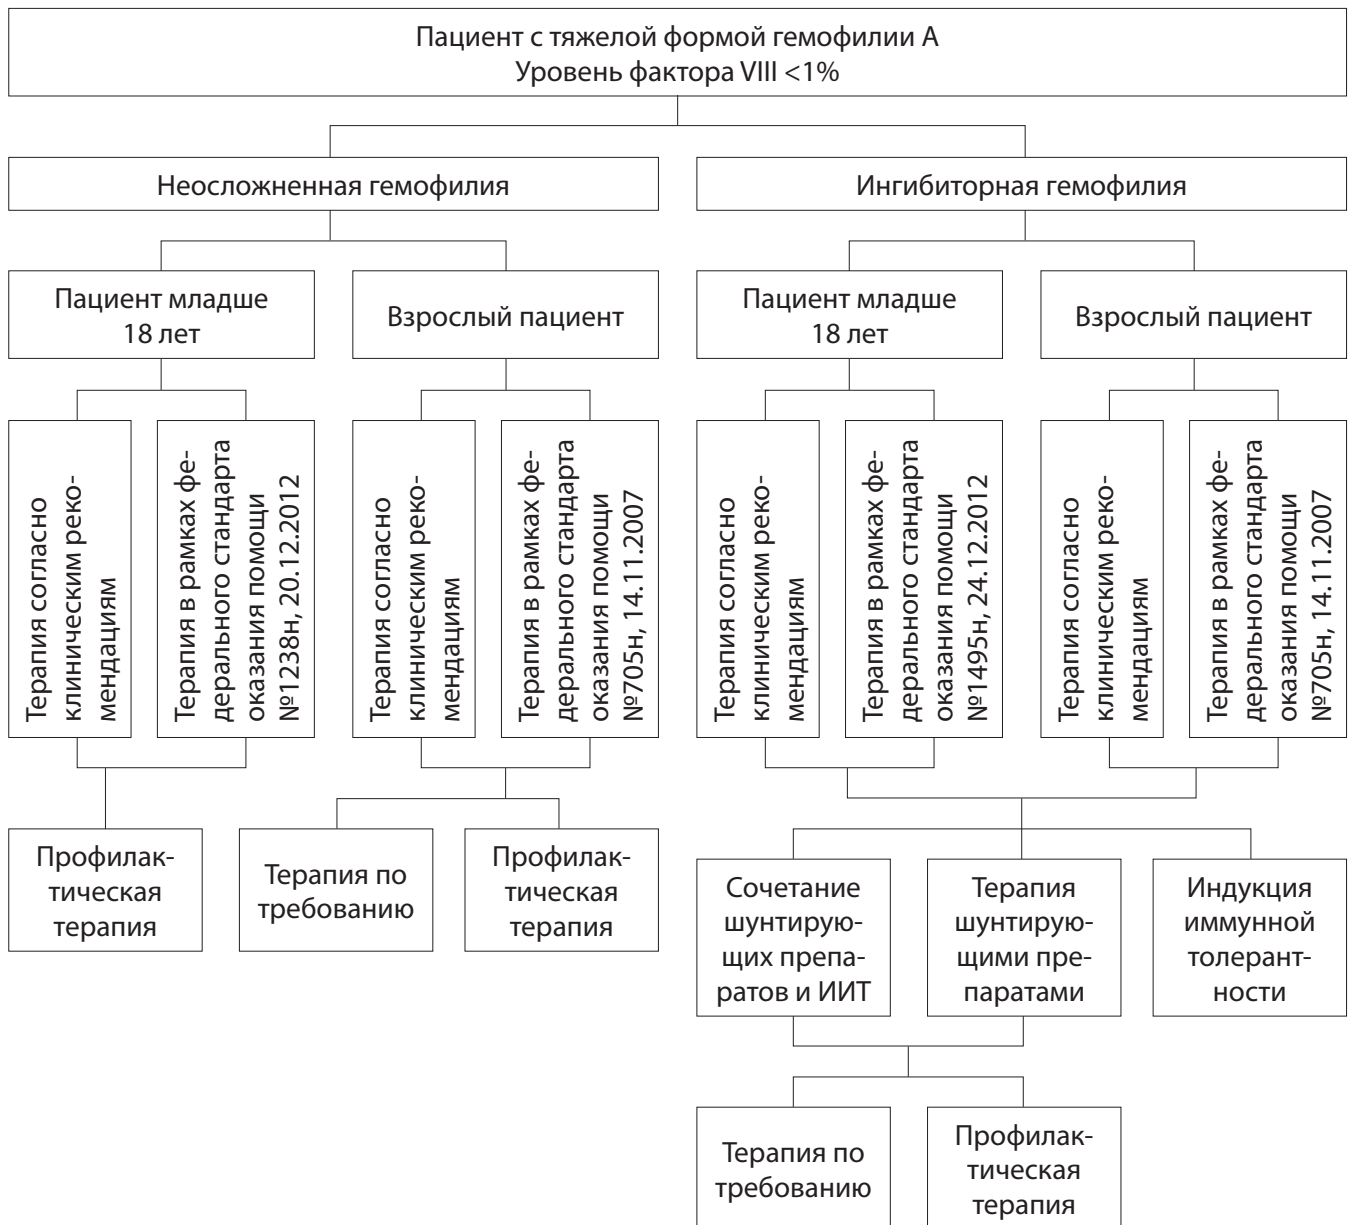 Пациент с тяжелой формой гемофилии А
Уровень фактора VIII <1%
Неосложненная гемофилия
Ингибиторная гемофилия
Пациент младше
18 лет
Взрослый пациент
Пациент младше
18 лет
Взрослый пациент
Терапия согласно
клиническим реко-
мендациям
Терапия в рамках фе-
дерального стандарта
оказания помощи
№1238н, 20.12.2012
Терапия согласно
клиническим реко-
мендациям
Терапия в рамках фе-
дерального стандарта
оказания помощи
№705н, 14.11.2007
Терапия согласно
клиническим реко-
мендациям
Терапия в рамках фе-
дерального стандарта
оказания помощи
№1495н, 24.12.2012
Терапия согласно
клиническим реко-
мендациям
Терапия в рамках фе-
дерального стандарта
оказания помощи
№705н, 14.11.2007
Профилак-
тическая
терапия
Терапия по
требованию
Профилак-
тическая
терапия
Сочетание
шунтирую-
щих препа-
ратов и ИИТ
Терапия
шунтирую-
щими пре-
паратами
Индукция
иммунной
толерант-
ности
Терапия по
требованию
Профилак-
тическая
терапия